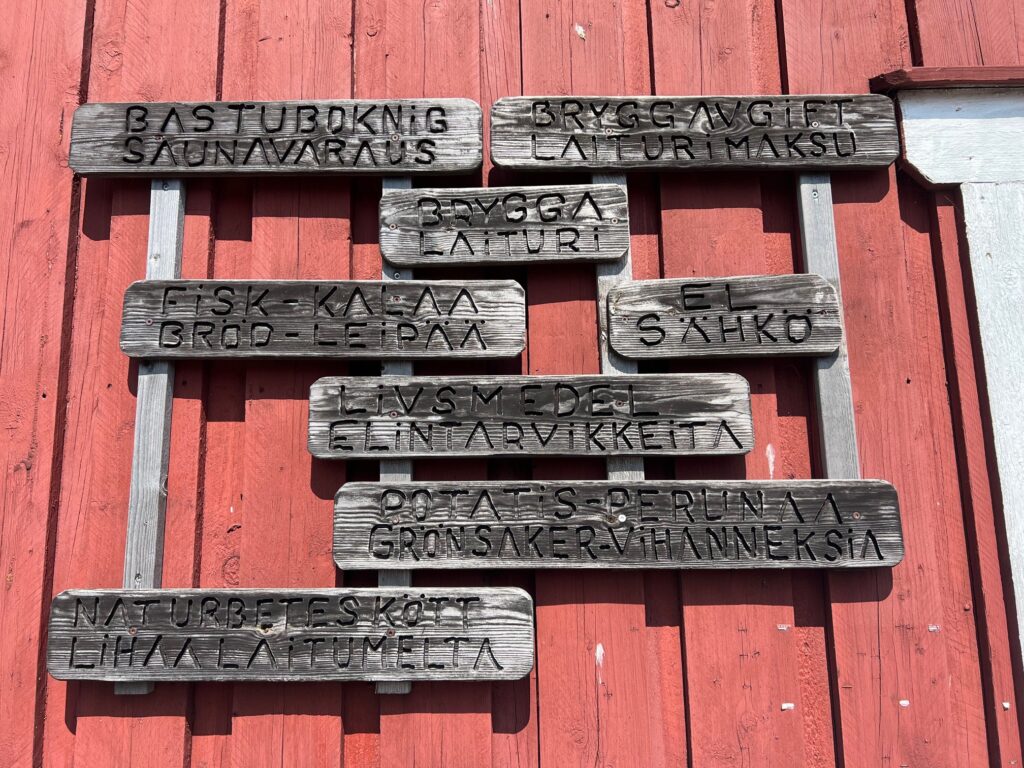 BASTUBOKNiG
SAUNAVARAUS
BRYGGAVGiFT
LAiTURiMAKSU
BRYGGA
LAiTURi
FiSK-KALAA
BRÖD-LEiPÄÄ
EL
SÄHKÖ
LiVSMEDEL
ELiNTARViKKEiTA
POTATiS-PERUNAA
GRÖNSAKER-ViHANNEKSiA
NATURBETESKÖTT
LiHAA LAiTUMELTA